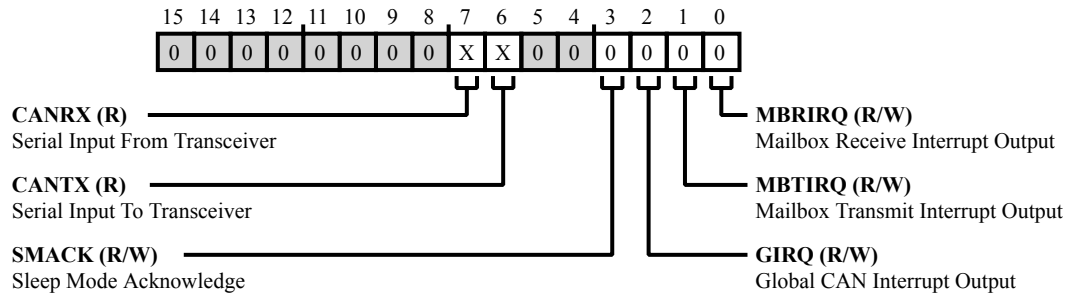 15 14 13 12 11 10 9 8 7 6 5 4 3 2 1 0
0 0 0 0 0 0 0 0 X X 0 0 0 0 0 0
CANRX (R)
Serial Input From Transceiver
MBRIRQ (R/W)
Mailbox Receive Interrupt Output
CANTX (R)
Serial Input To Transceiver
MBTIRQ (R/W)
Mailbox Transmit Interrupt Output
SMACK (R/W)
Sleep Mode Acknowledge
GIRQ (R/W)
Global CAN Interrupt Output